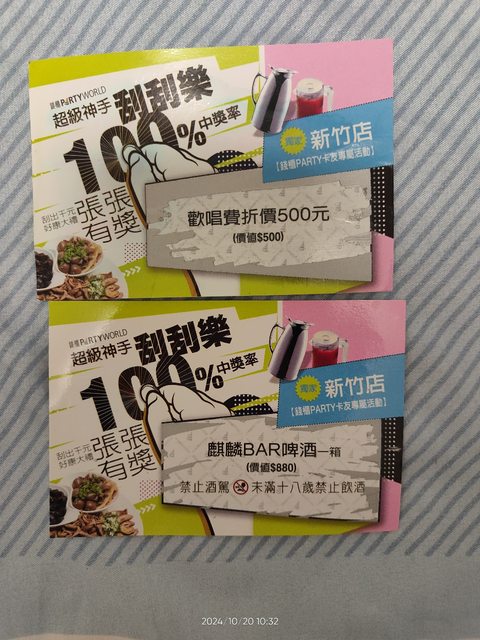 錢櫃PARTYWORLD
超級神手 刮刮樂
100%中獎率
刮出千元
好康大禮
張張
有獎
獨家 新竹店
【錢櫃PARTY卡友專屬活動】
歡唱費折價500元
(價值$500)
錢櫃PARTYWORLD
超級神手 刮刮樂
100%中獎率
刮出千元
好康大禮
張張
有獎
獨家 新竹店
【錢櫃PARTY卡友專屬活動】
麒麟BAR啤酒一箱
(價值$880)
禁止酒駕 未滿十八歲禁止飲酒
2024/10/20 10:32